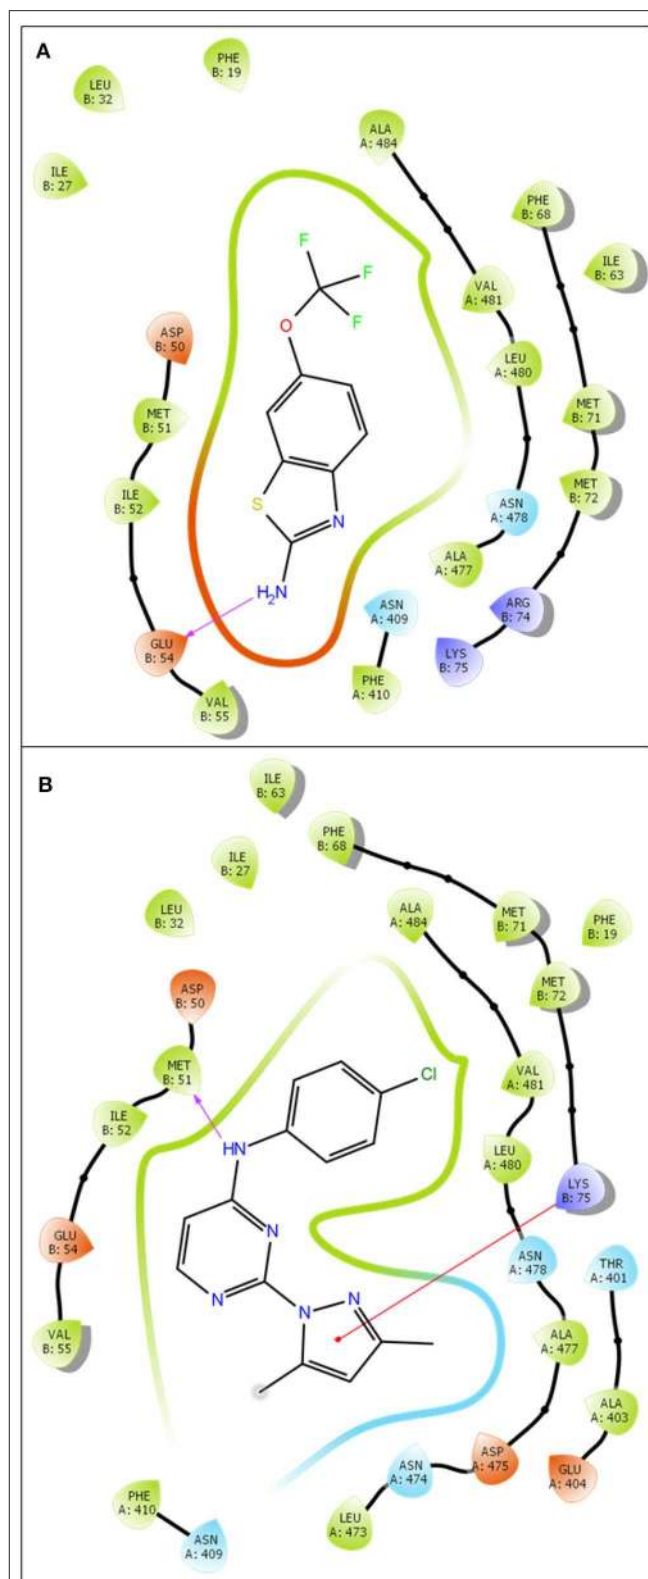 A
PHE
B: 19
LEU
B: 32
ILE
B: 27
ALA
A: 484
PHE
B: 68
ILE
B: 63
VAL
A: 481
ASP
B: 50
LEU
A: 480
MET
B: 51
MET
B: 71
ILE
B: 52
MET
B: 72
ASN
A: 478
ALA
A: 477
ASN
A: 409
ARG
B: 74
GLU
B: 54
LYS
B: 75
PHE
A: 410
VAL
B: 55
F
F
F
O
S
N
H2N
B
ILE
B: 63
PHE
B: 68
ILE
B: 27
LEU
B: 32
ALA
A: 484
MET
B: 71
PHE
B: 19
MET
B: 72
ASP
B: 50
MET
B: 51
VAL
A: 481
ILE
B: 52
LEU
A: 480
LYS
B: 75
GLU
B: 54
ASN
A: 478
THR
A: 401
VAL
B: 55
ALA
A: 477
ALA
A: 403
ASN
A: 474
ASP
A: 475
GLU
A: 404
PHE
A: 410
LEU
A: 473
ASN
A: 409
Cl
HN
N
N
N
N